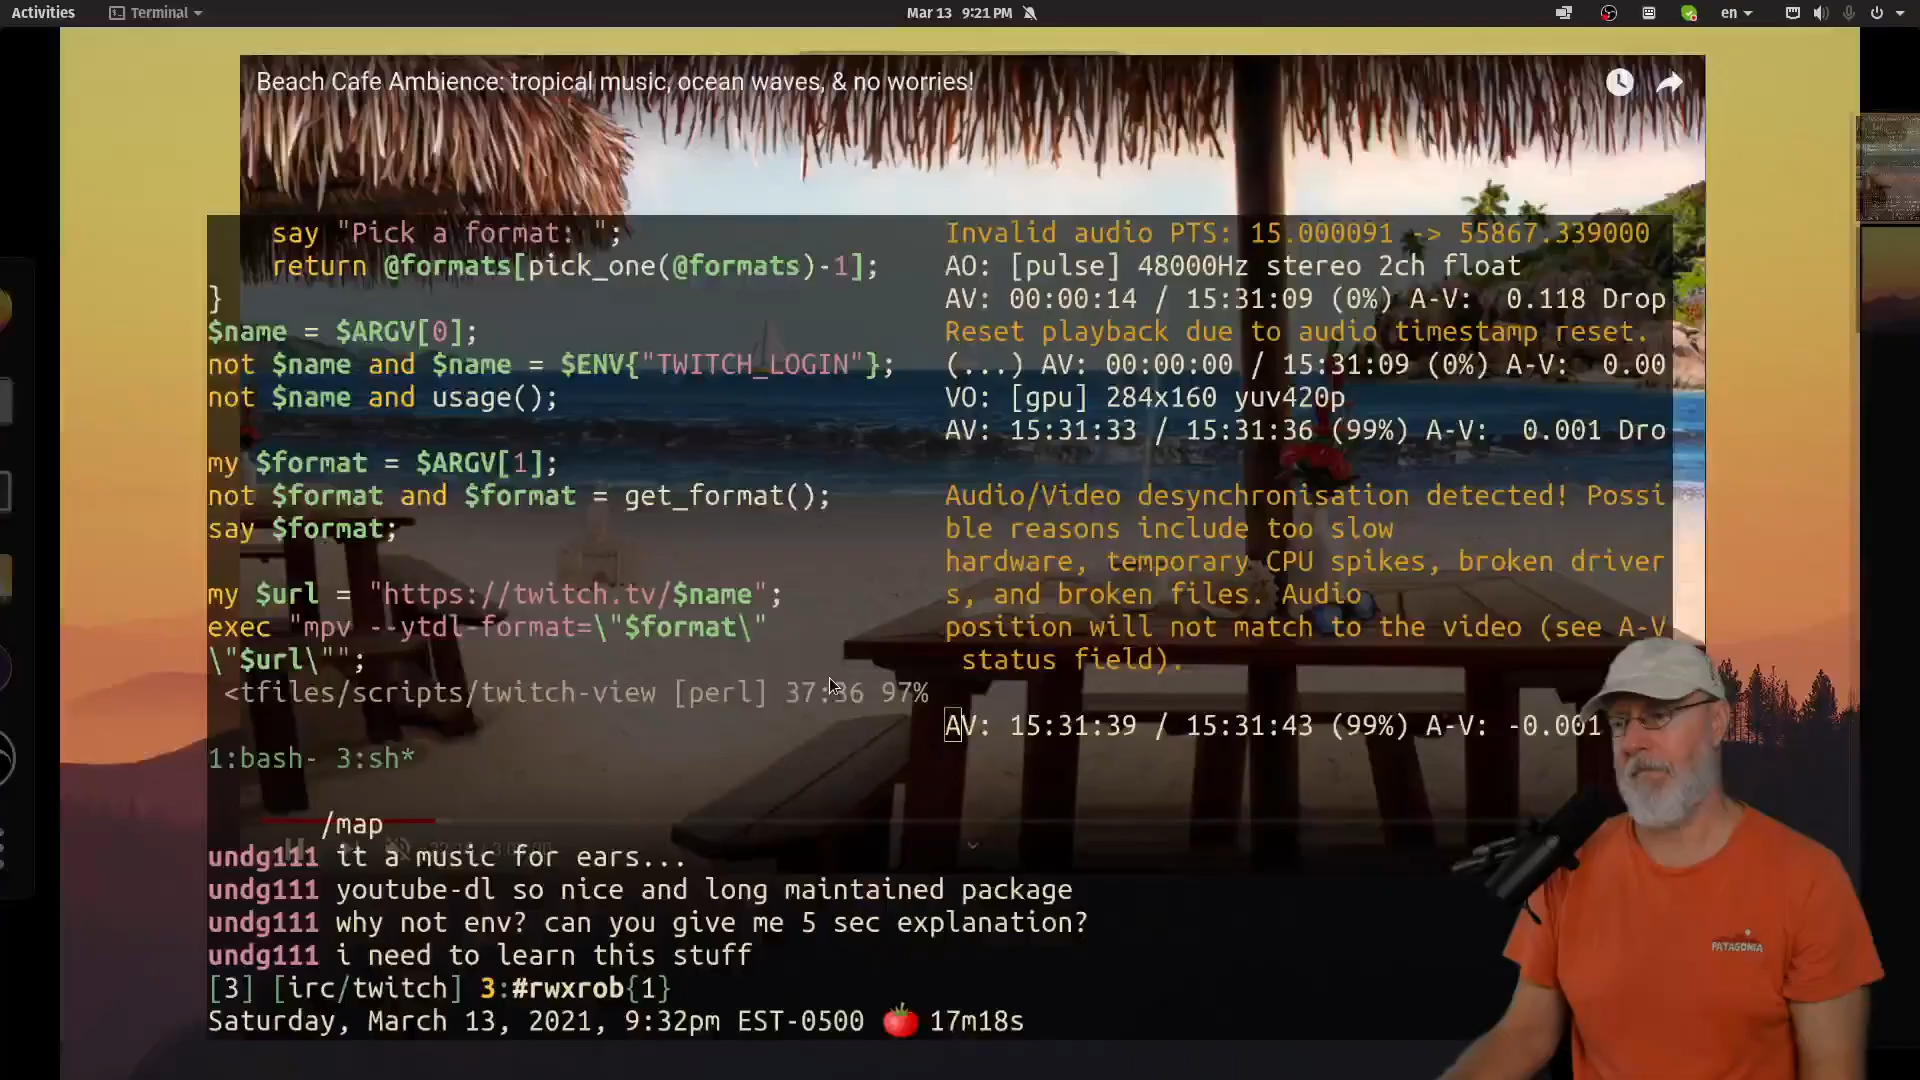 Activities
Terminal
Mar 13 9:21 PM
en
Beach Cafe Ambience: tropical music, ocean waves, & no worries!
say "Pick a format: ";
return @formats[pick_one(@formats)-1];
}
$name = $ARGV[0];
not $name and $name = $ENV{"TWITCH_LOGIN"};
not $name and usage();
my $format = $ARGV[1];
not $format and $format = get_format();
say $format;
my $url = "https://twitch.tv/$name";
exec "mpv --ytdl-format=\"$format\"
\"$url\"";
<tfiles/scripts/twitch-view [perl] 37:36 97%
Invalid audio PTS: 15.000091 -> 55867.339000
AO: [pulse] 48000Hz stereo 2ch float
AV: 00:00:14 / 15:31:09 (0%) A-V: 0.118 Drop
Reset playback due to audio timestamp reset.
(...) AV: 00:00:00 / 15:31:09 (0%) A-V: 0.00
VO: [gpu] 284x160 yuv420p
AV: 15:31:33 / 15:31:36 (99%) A-V: 0.001 Dro
Audio/Video desynchronisation detected! Possi
ble reasons include too slow
hardware, temporary CPU spikes, broken driver
s, and broken files. Audio
position will not match to the video (see A-V
status field).
AV: 15:31:39 / 15:31:43 (99%) A-V: -0.001
1:bash- 3:sh*
/map
undg111 it a music for ears...
undg111 youtube-dl so nice and long maintained package
undg111 why not env? can you give me 5 sec explanation?
undg111 i need to learn this stuff
[3] [irc/twitch] 3:#rwxrob{1}
Saturday, March 13, 2021, 9:32pm EST-0500 🍅 17m18s
PATAGONIA